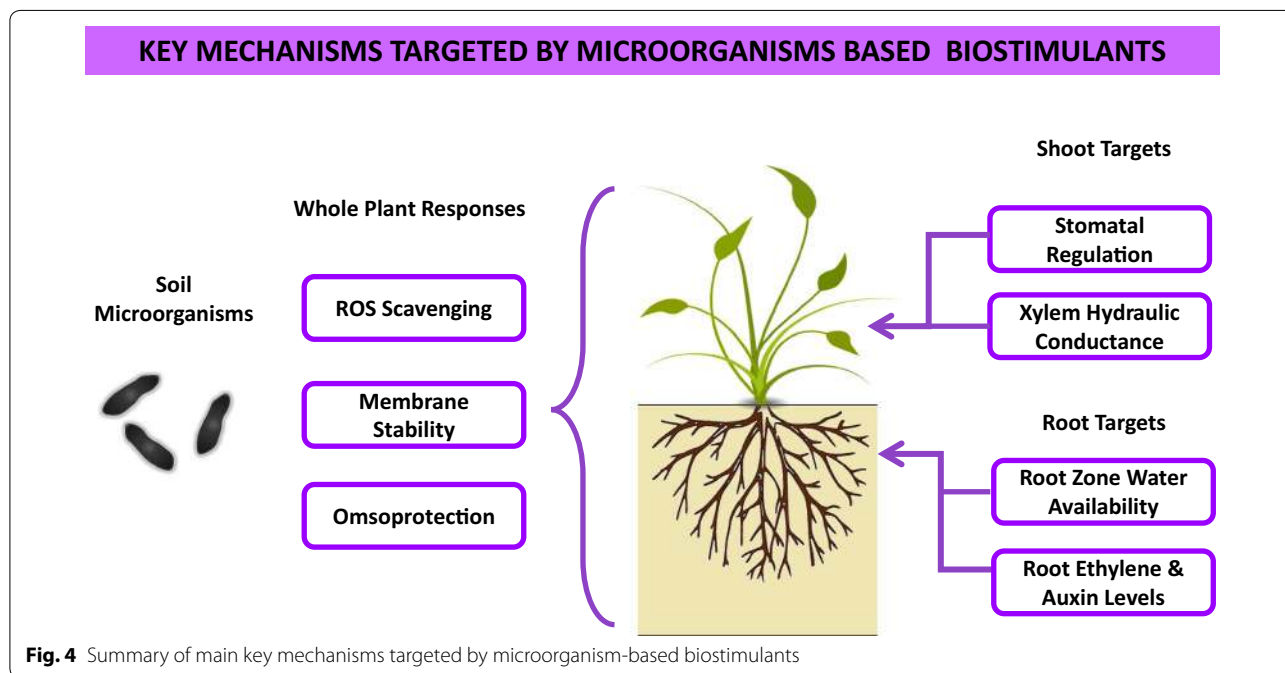 KEY MECHANISMS TARGETED BY MICROORGANISMS BASED BIOSTIMULANTS
Soil
Microorganisms
Whole Plant Responses
ROS Scavenging
Membrane
Stability
Omsoprotection
Shoot Targets
Stomatal
Regulation
Xylem Hydraulic
Conductance
Root Targets
Root Zone Water
Availability
Root Ethylene &
Auxin Levels
Fig. 4 Summary of main key mechanisms targeted by microorganism-based biostimulants